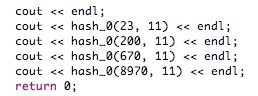 cout << endl;
cout << hash_0(23, 11) << endl;
cout << hash_0(200, 11) << endl;
cout << hash_0(670, 11) << endl;
cout << hash_0(8970, 11) << endl;
return 0;